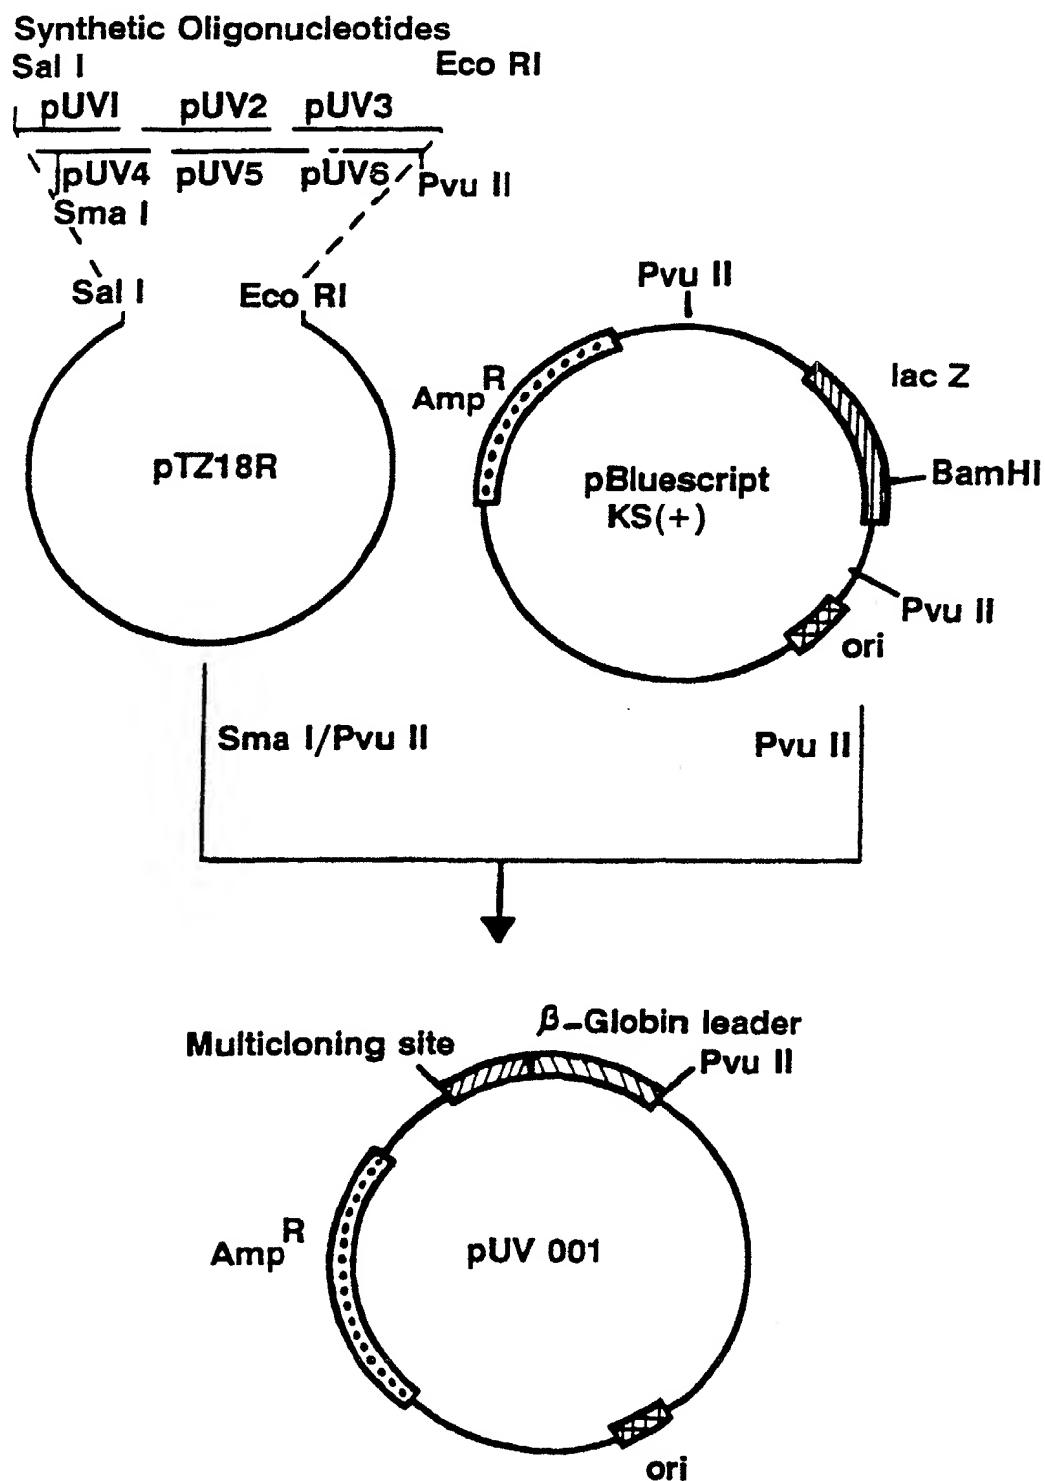 Synthetic Oligonucleotides
Sal I
Eco RI
pUVI pUV2 pUV3
pUV4 pUV5 pUV6
Pvu II
Sma I
Sal I
Eco RI
pTZ18R
Pvu II
lac Z
Amp R
pBluescript
KS(+)
BamHI
Pvu II
ori
Sma I/Pvu II
Pvu II
β-Globin leader
Multicloning site
Pvu II
Amp R
pUV 001
ori